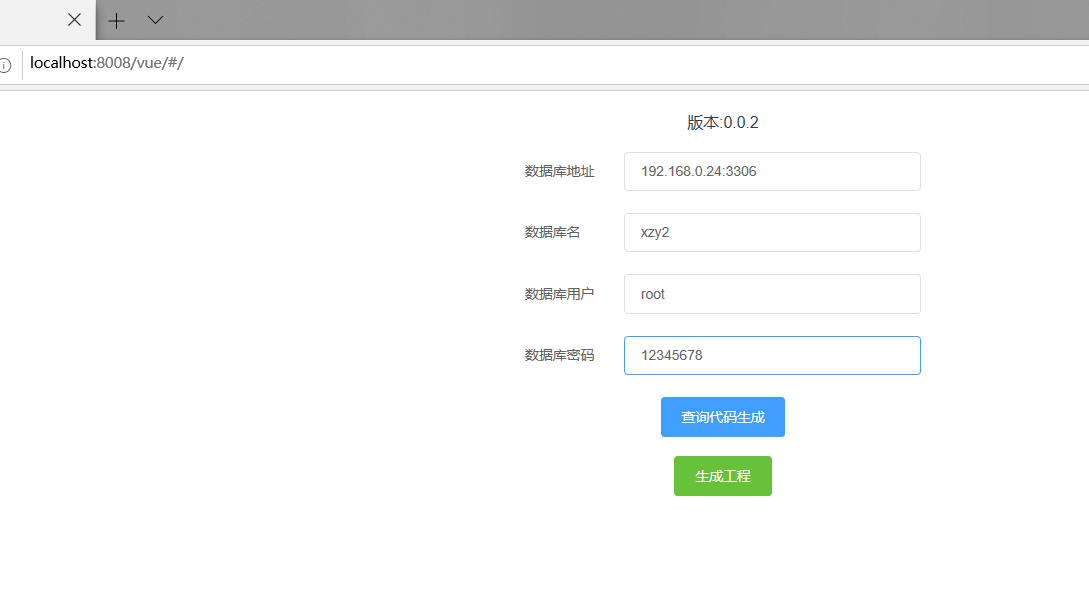 localhost:8008/vue/#/
版本:0.0.2
数据库地址 192.168.0.24:3306
数据库名 xzy2
数据库用户 root
数据库密码 12345678
查询代码生成
生成工程